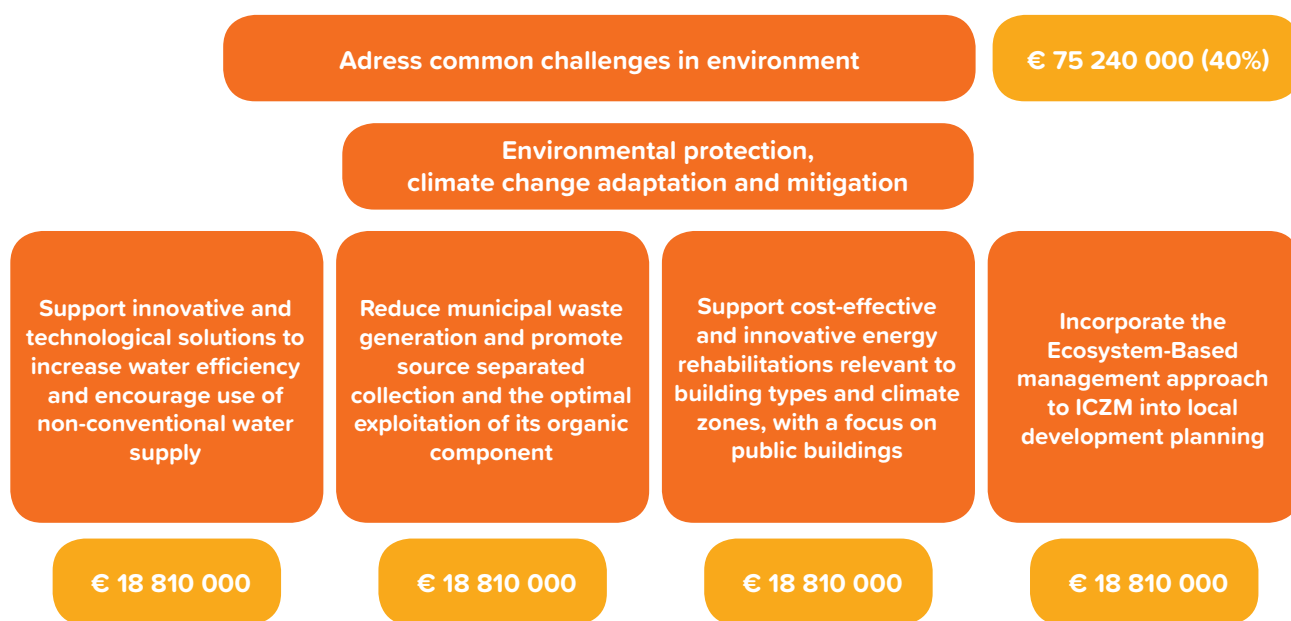 Adress common challenges in environment
€ 75 240 000 (40%)
Environmental protection,
climate change adaptation and mitigation
Support innovative and
technological solutions to
increase water efficiency
and encourage use of
non-conventional water
supply
Reduce municipal waste
generation and promote
source separated
collection and the optimal
exploitation of its organic
component
Support cost-effective
and innovative energy
rehabilitations relevant to
building types and climate
zones, with a focus on
public buildings
Incorporate the
Ecosystem-Based
management approach
to ICZM into local
development planning
€ 18 810 000
€ 18 810 000
€ 18 810 000
€ 18 810 000